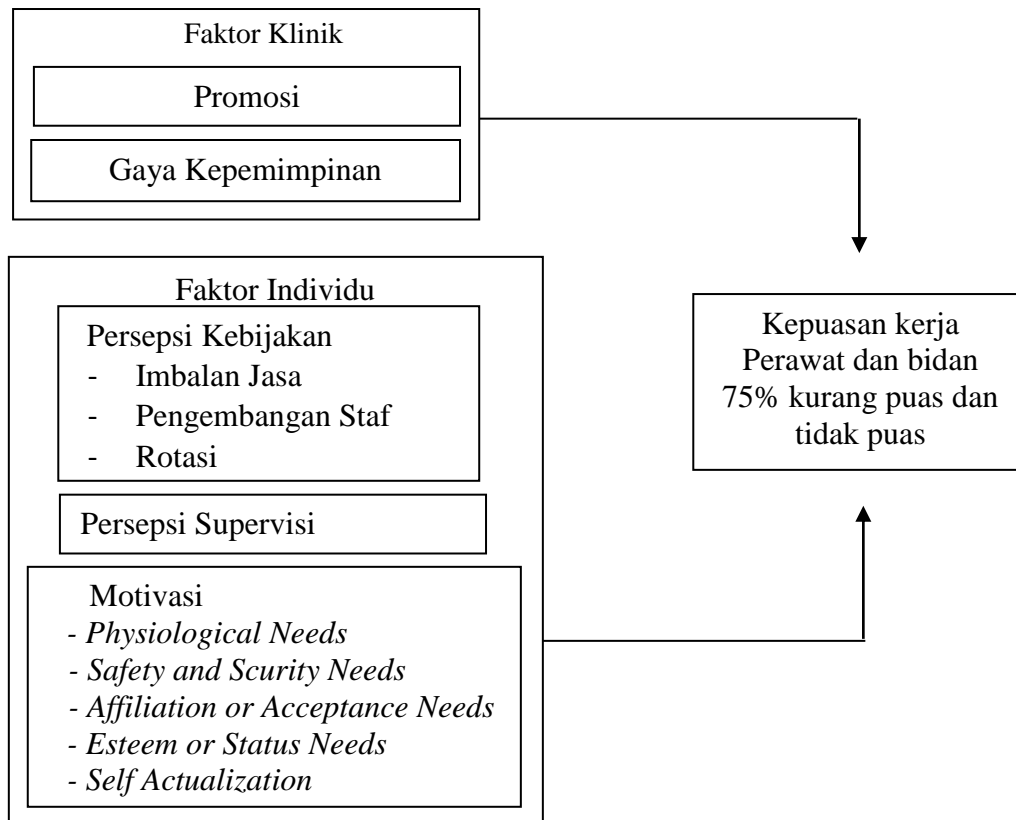 Faktor Klinik
Promosi
Gaya Kepemimpinan
Faktor Individu
Persepsi Kebijakan
- Imbalan Jasa
- Pengembangan Staf
- Rotasi
Persepsi Supervisi
Motivasi
- Physiological Needs
- Safety and Scurity Needs
- Affiliation or Acceptance Needs
- Esteem or Status Needs
- Self Actualization
Kepuasan kerja
Perawat dan bidan
75% kurang puas dan
tidak puas